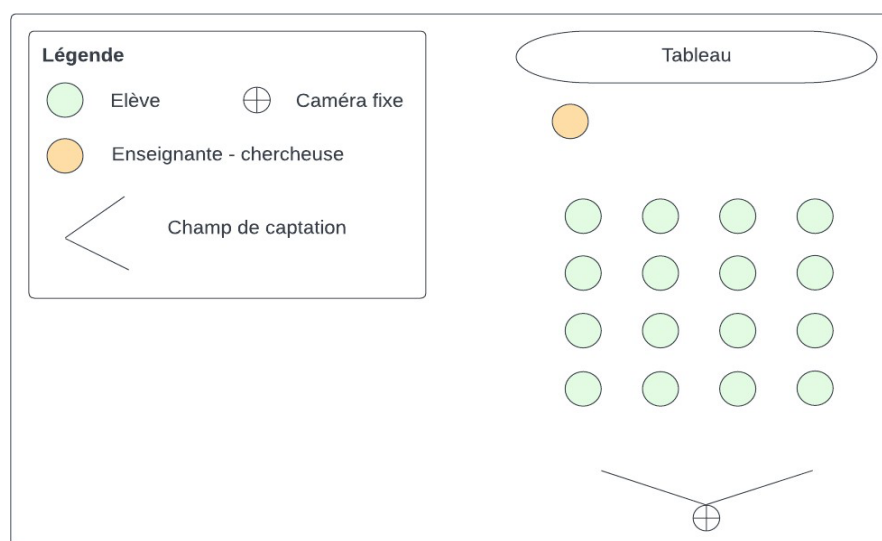 Légende
Elève
Caméra fixe
Enseignante - chercheuse
Champ de captation
Tableau